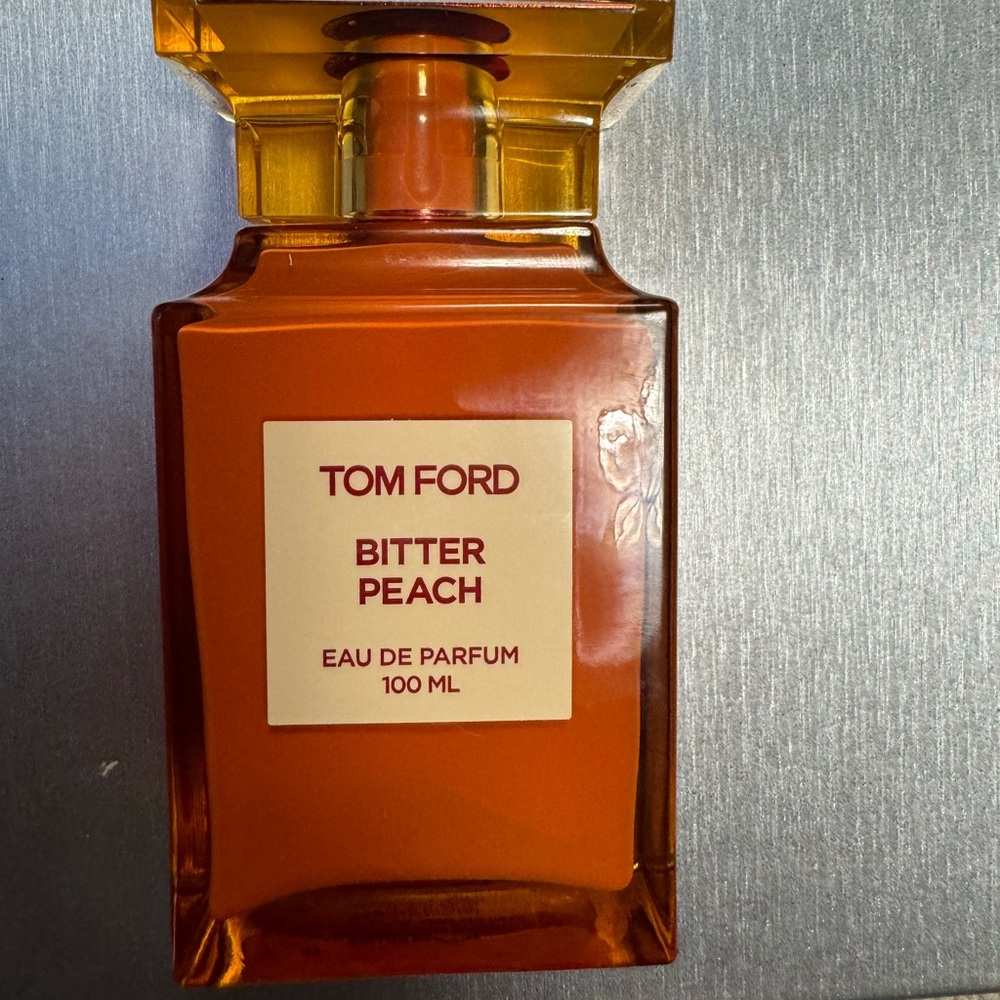 TOM FORD
BITTER
PEACH
EAU DE PARFUM
100 ML